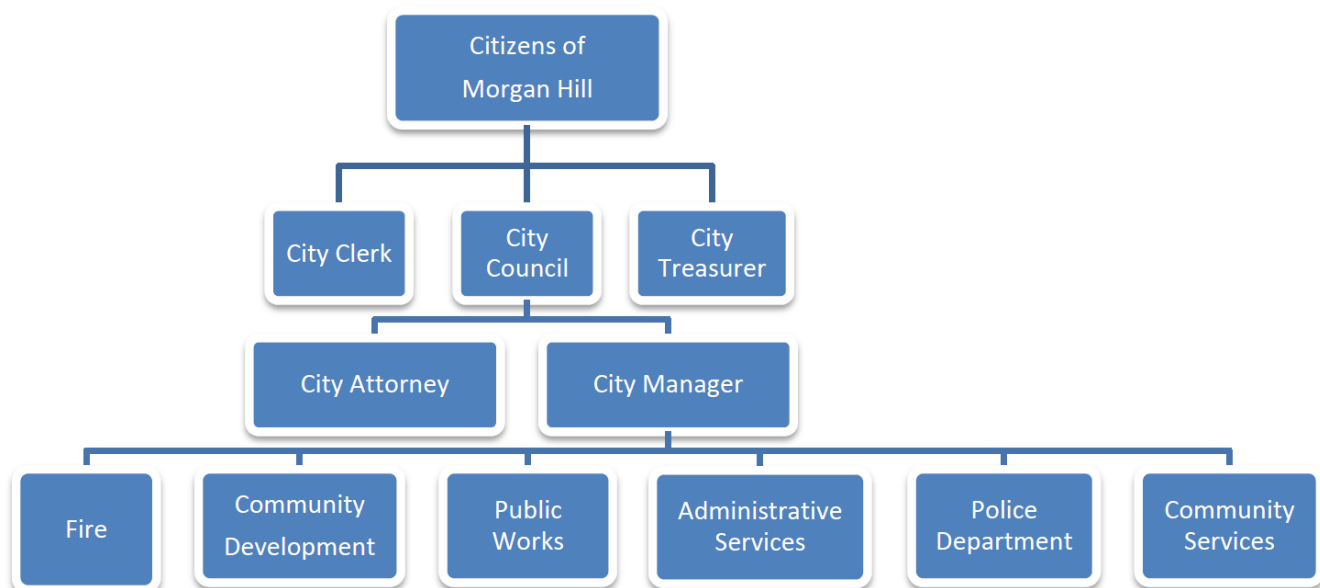 Citizens of
Morgan Hill
City Clerk
City
Council
City
Treasurer
City Attorney
City Manager
Fire
Community
Development
Public
Works
Administrative
Services
Police
Department
Community
Services